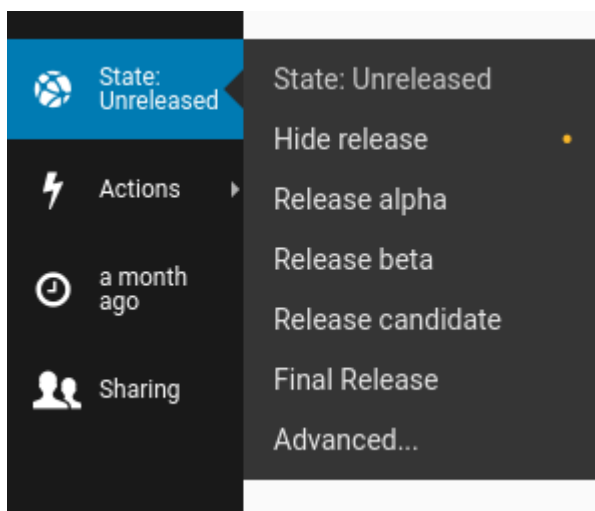 State:
Unreleased
Actions
a month
ago
Sharing
State: Unreleased
Hide release
Release alpha
Release beta
Release candidate
Final Release
Advanced...